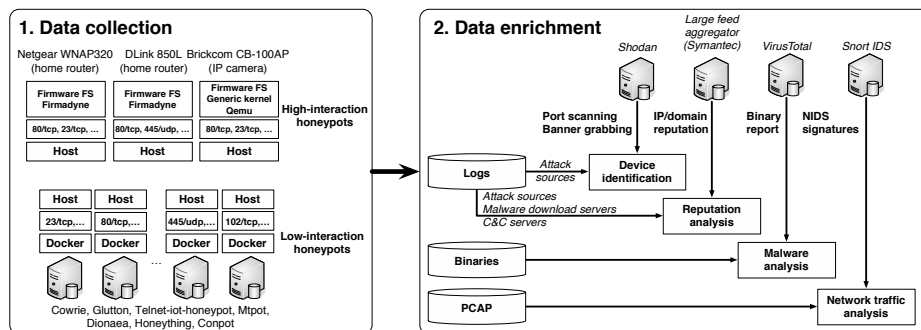 1. Data collection
Netgear WNAP320
(home router)
DLink 850L
(home router)
Brickcom CB-100AP
(IP camera)
Firmware FS
Firmadyne
Firmware FS
Firmadyne
Firmware FS
Generic kernel
Qemu
80/tcp, 23/tcp, ...
80/tcp, 445/udp, ...
80/tcp, 23/tcp, ...
Host
Host
Host
High-interaction
honeypots
Host
Host
Host
Host
23/tcp,...
80/tcp,...
445/udp,...
102/tcp,...
Docker
Docker
Docker
Docker
...
Low-interaction
honeypots
Cowrie, Glutton, Telnet-iot-honeypot, Mtpot,
Dionaea, Honeything, Conpot
2. Data enrichment
Shodan
Large feed
aggregator
(Symantec)
VirusTotal
Snort IDS
Port scanning
Banner grabbing
IP/domain
reputation
Binary
report
NIDS
signatures
Logs
Attack
sources
Device
identification
Attack sources
Malware download servers
C&C servers
Reputation
analysis
Binaries
Malware
analysis
PCAP
Network traffic
analysis